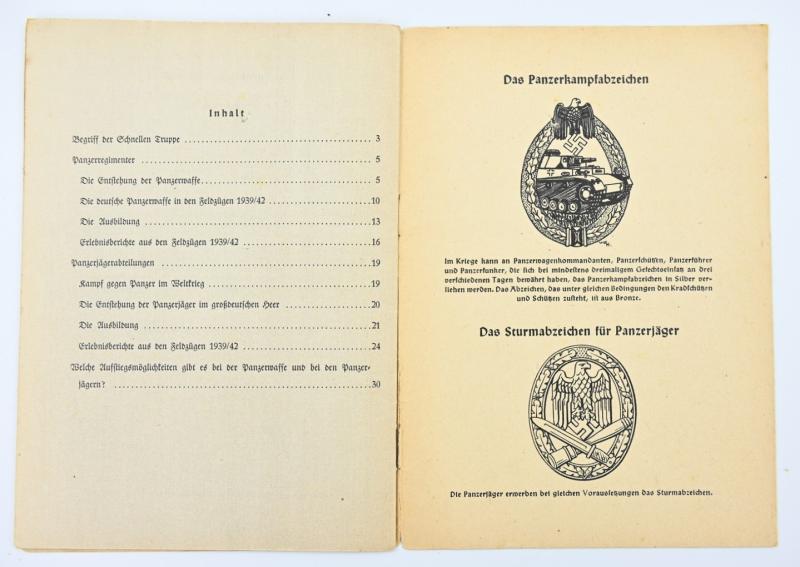 Inhalt
Begriff der Schnellen Truppe ........................................ 3
Panzerregimenter ........................................ 5
Die Entstehung der Panzerwaffe ........................................ 5
Die deutsche Panzerwaffe in den Feldzügen 1939/42 ........................................ 10
Die Ausbildung ........................................ 13
Erlebnisberichte aus den Feldzügen 1939/42 ........................................ 16
Panzerjägerabteilungen ........................................ 19
Kampf gegen Panzer im Weltkrieg ........................................ 19
Die Entstehung der Panzerjäger im großdeutschen Heer ........................................ 20
Die Ausbildung ........................................ 21
Erlebnisberichte aus den Feldzügen 1939/42 ........................................ 24
Welche Aufstiegsmöglichkeiten gibt es bei der Panzerwaffe und bei den Panzer-
jägern? ........................................ 30
Das Panzerkampfabzeichen
Im Kriege kann an Panzerwagenkommandanten, Panzerschützen, Panzerführer
und Panzerfunker, die sich bei mindestens dreimaligem Gefechtseinsatz an drei
verschiedenen Tagen bewährt haben, das Panzerkampfabzeichen in Silber ver-
liehen werden. Das Abzeichen, das unter gleichen Bedingungen den Kradschützen
und Schützen zusteht, ist aus Bronze.
Das Sturmabzeichen für Panzerjäger
Die Panzerjäger erwerben bei gleichen Voraussetzungen das Sturmabzeichen.